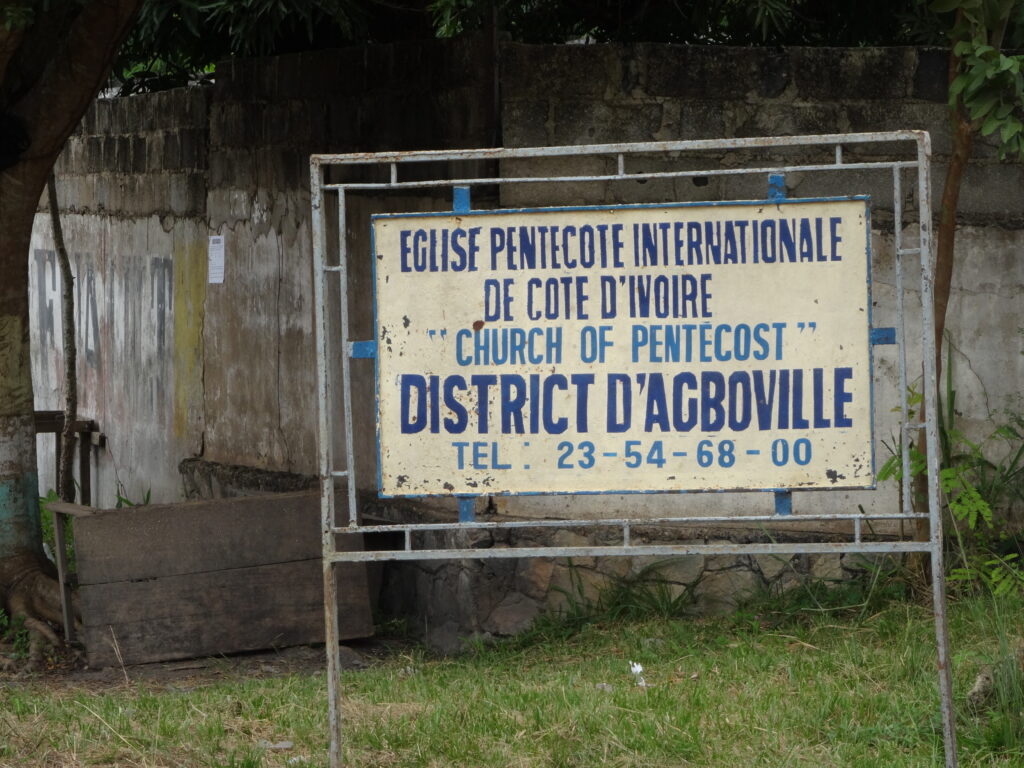 EGLISE PENTECOTE INTERNATIONALE
DE COTE D'IVOIRE
" CHURCH OF PENTECOST "
DISTRICT D'AGBOVILLE
TEL : 23-54-68-00